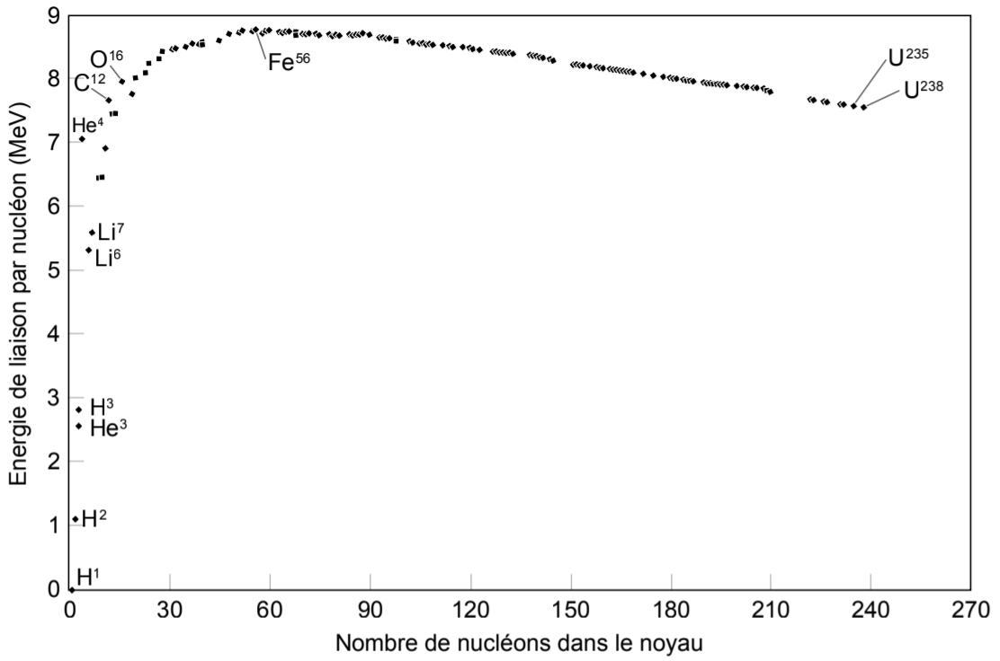 Energie de liaison par nucléon (MeV)
9
8
7
6
5
4
3
2
1
0
O¹⁶
C¹²
He⁴
Fe⁵⁶
U²³⁵
U²³⁸
Li⁷
Li⁶
H³
He³
H²
H¹
0 30 60 90 120 150 180 210 240 270
Nombre de nucléons dans le noyau